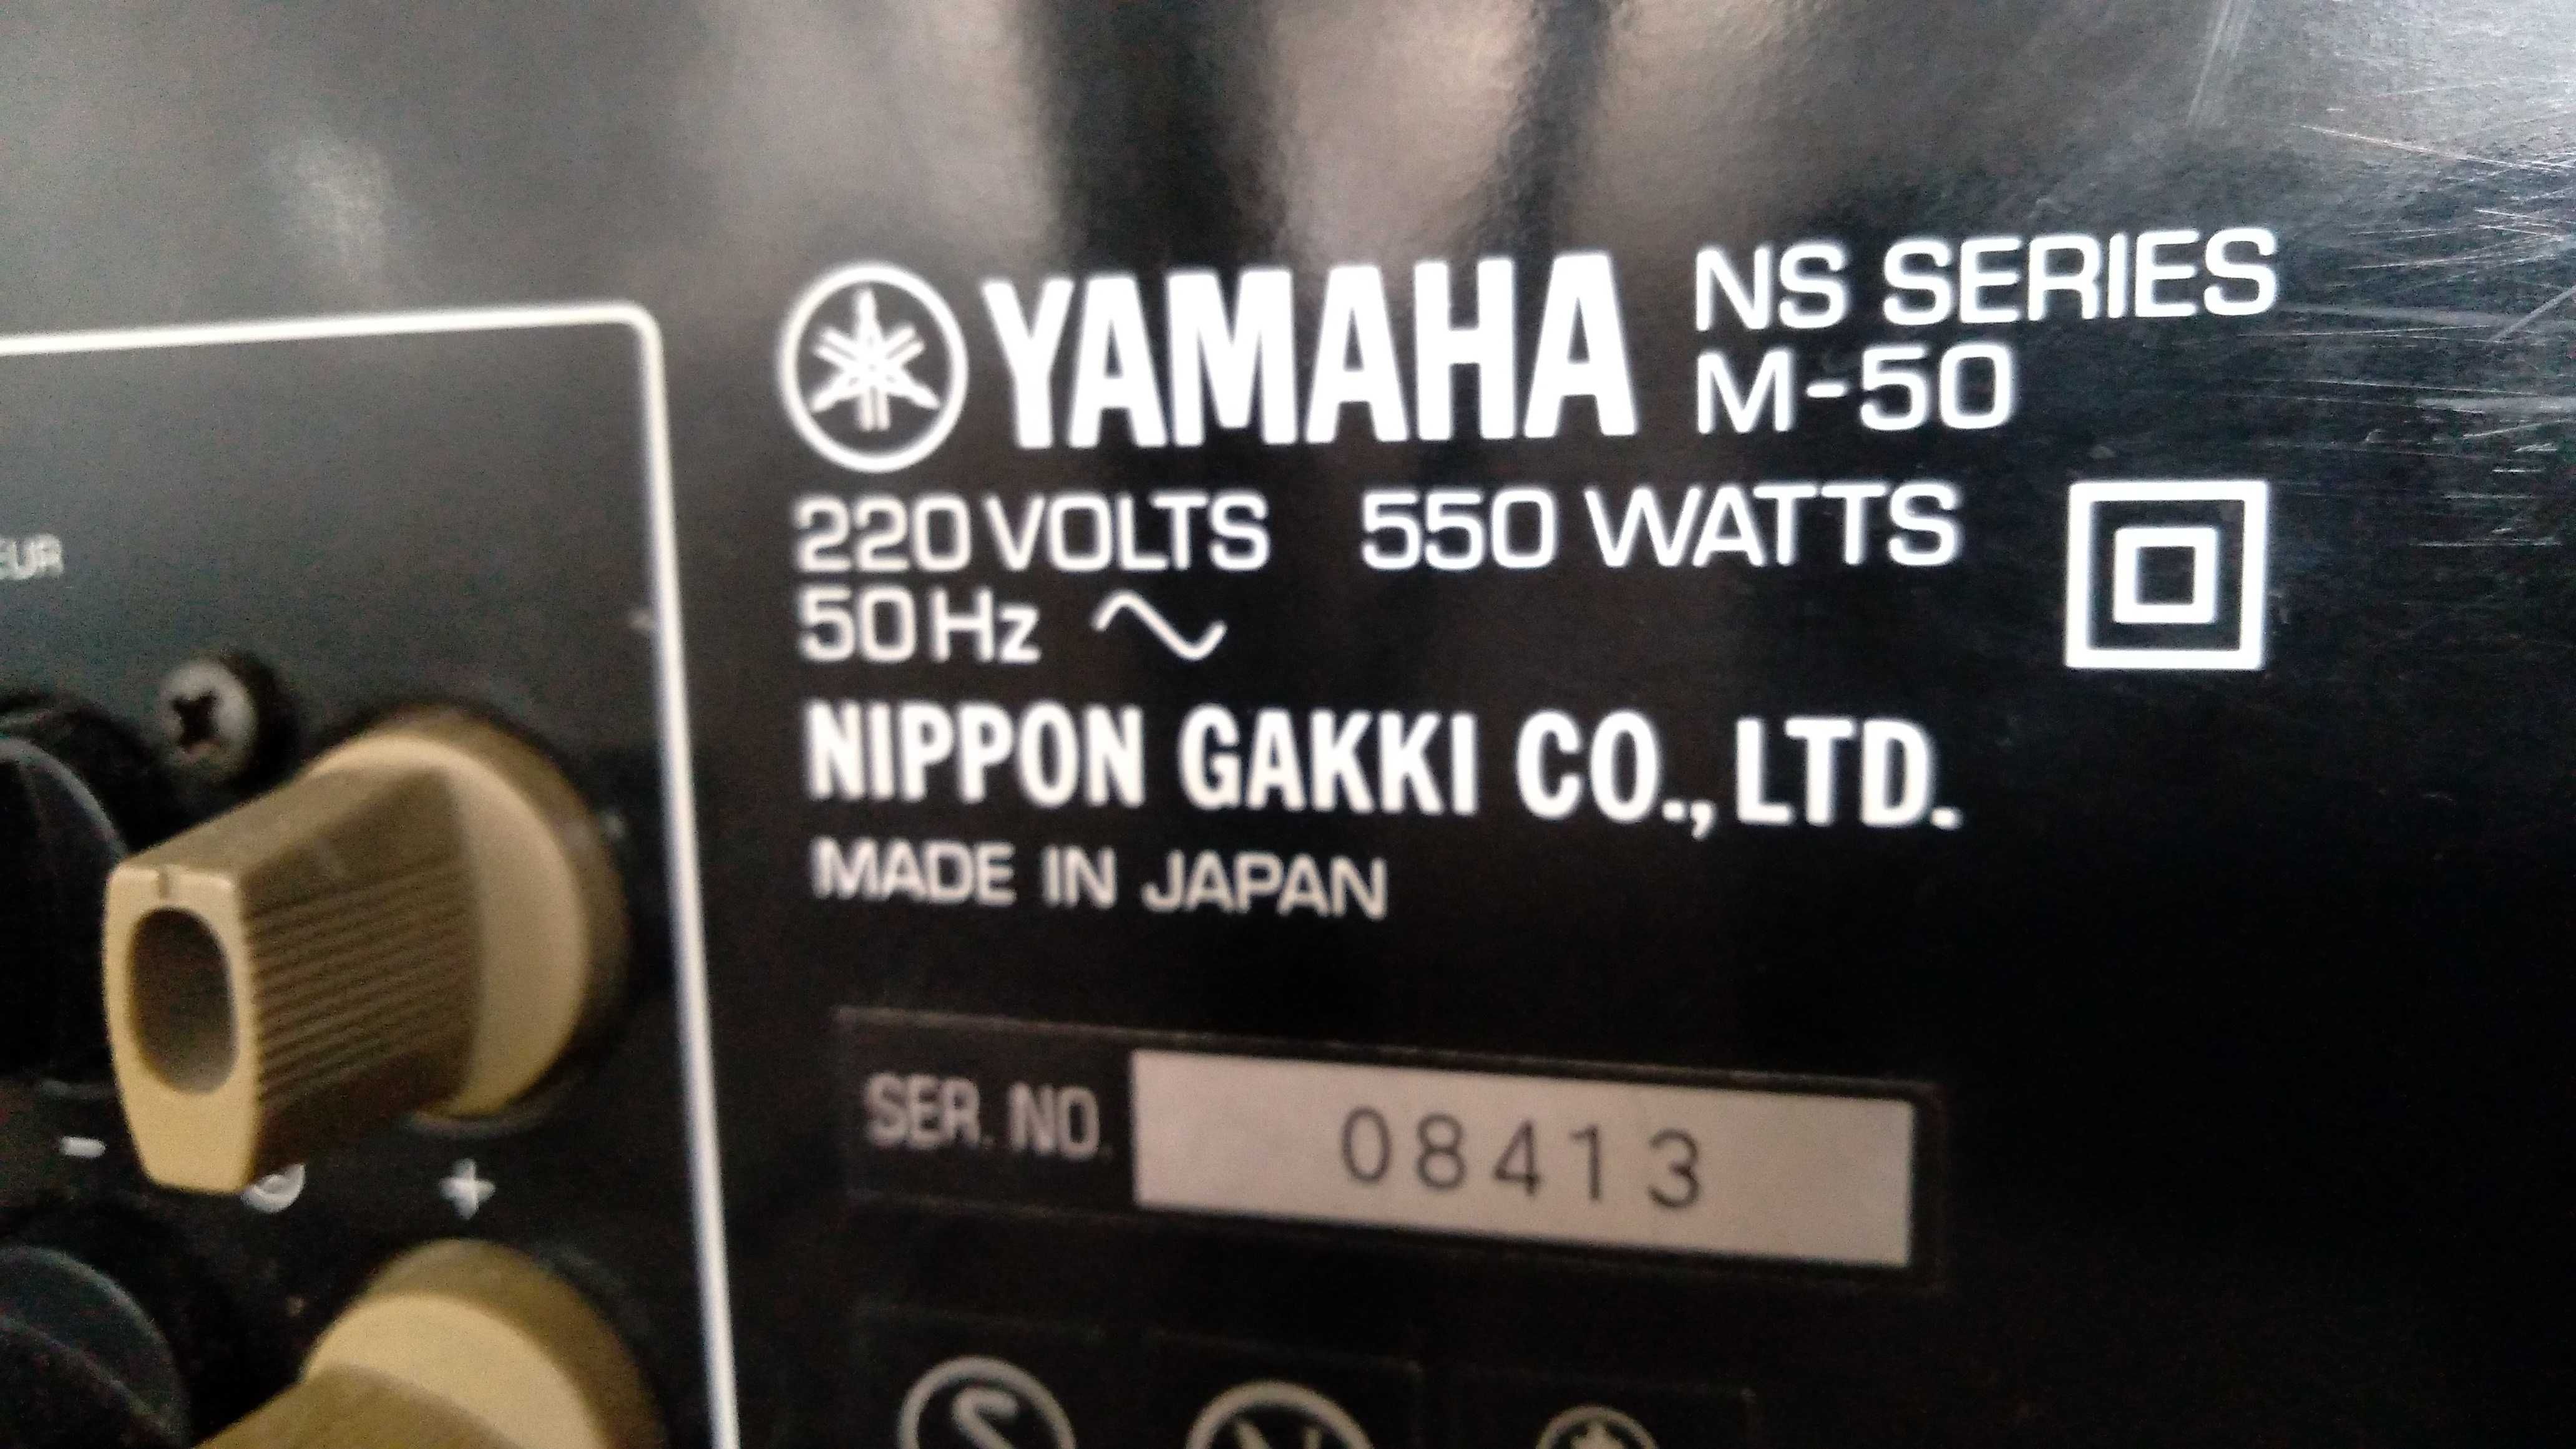 YAMAHA NS SERIES
M-50
220 VOLTS 550 WATTS
50 Hz
NIPPON GAKKI CO., LTD.
MADE IN JAPAN
SER. NO. 08413
- +